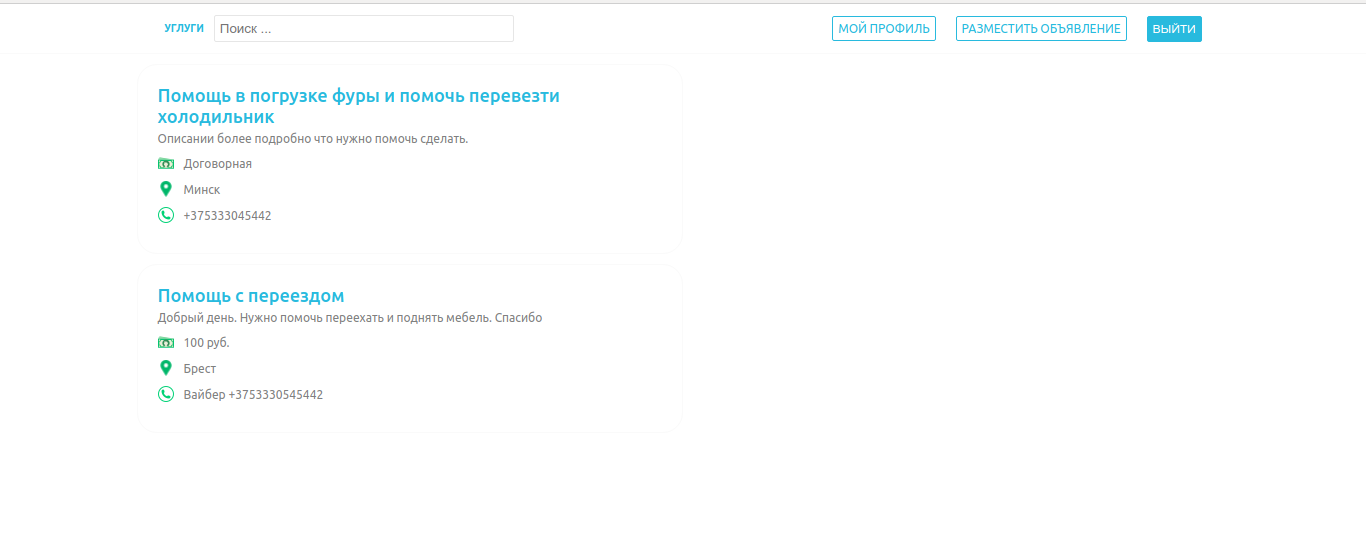 УСЛУГИ
Поиск ...
МОЙ ПРОФИЛЬ
РАЗМЕСТИТЬ ОБЪЯВЛЕНИЕ
ВЫЙТИ
Помощь в погрузке фуры и помочь перевезти
холодильник
Описании более подробно что нужно помочь сделать.
Договорная
Минск
+375333045442
Помощь с переездом
Добрый день. Нужно помочь переехать и поднять мебель. Спасибо
100 руб.
Брест
Вайбер +3753330545442